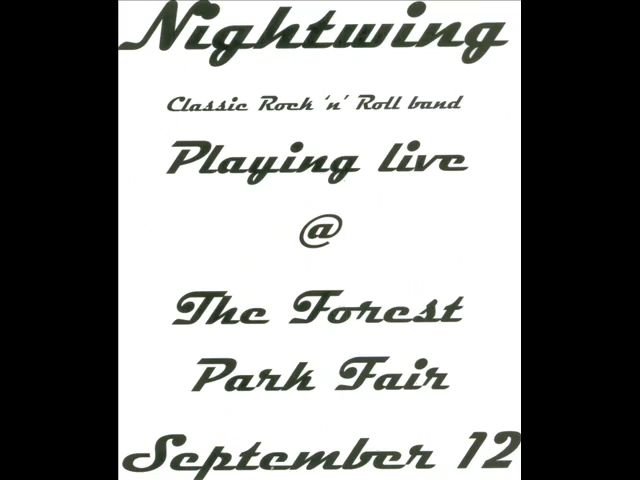 Nightwing
Classic Rock 'n' Roll band
Playing live
@
The Forest
Park Fair
September 12